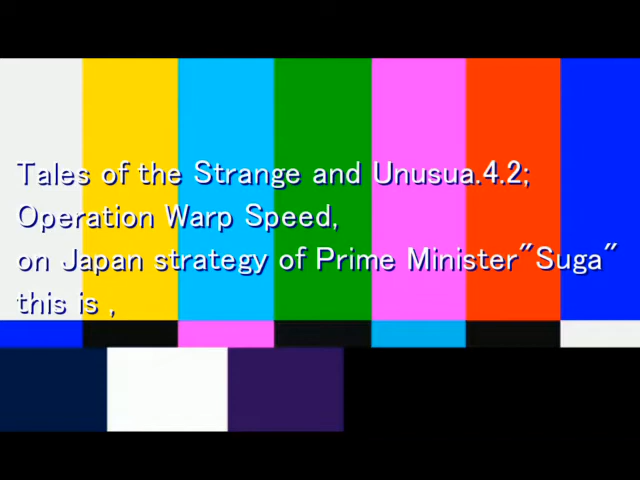 Tales of the Strange and Unusua.4.2;
Operation Warp Speed,
on Japan strategy of Prime Minister"Suga"
this is ,